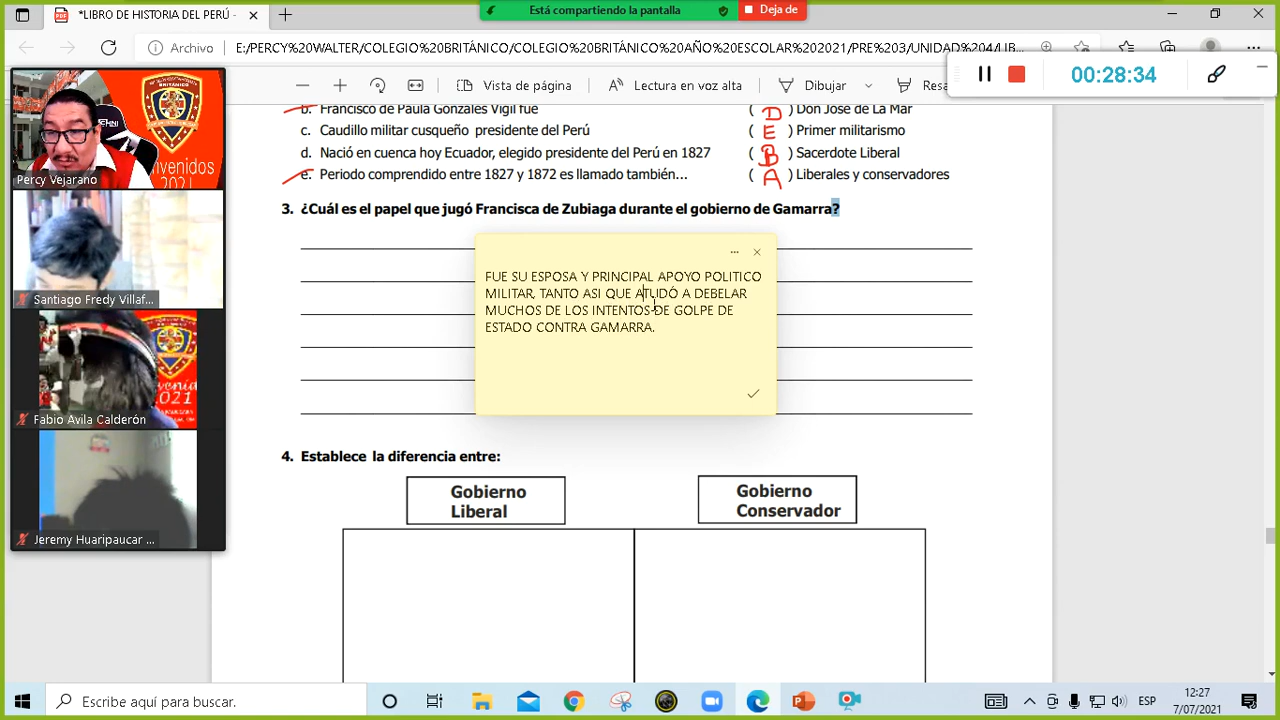 *LIBRO DE HISTORIA DEL PERÚ -
Está compartiendo la pantalla
Deja de
Archivo
E:/PERCY%20WALTER/COLEGIO%20BRITÁNICO/COLEGIO%20BRITÁNICO%20AÑO%20ESCOLAR%202021/PRE%203/UNIDAD%204/LIB...
Vista de página
Lectura en voz alta
Dibujar
Resa
00:28:34
b. Francisco de Paula Gonzales Vigil fue
( D ) Don José de La Mar
c. Caudillo militar cusqueño presidente del Perú
( E ) Primer militarismo
d. Nació en cuenca hoy Ecuador, elegido presidente del Perú en 1827
( B ) Sacerdote Liberal
e. Periodo comprendido entre 1827 y 1872 es llamado también...
( A ) Liberales y conservadores
3. ¿Cuál es el papel que jugó Francisca de Zubiaga durante el gobierno de Gamarra?
FUE SU ESPOSA Y PRINCIPAL APOYO POLITICO
MILITAR, TANTO ASI QUE ATUDÓ A DEBELAR
MUCHOS DE LOS INTENTOS DE GOLPE DE
ESTADO CONTRA GAMARRA.
4. Establece la diferencia entre:
Gobierno
Liberal
Gobierno
Conservador
BRITÁNICO
nvenidos
2021
Percy Vejarano
Santiago Fredy Villaf...
2021
Fabio Avila Calderón
Jeremy Huaripaucar ...
Escribe aquí para buscar.
ESP
12:27
7/07/2021